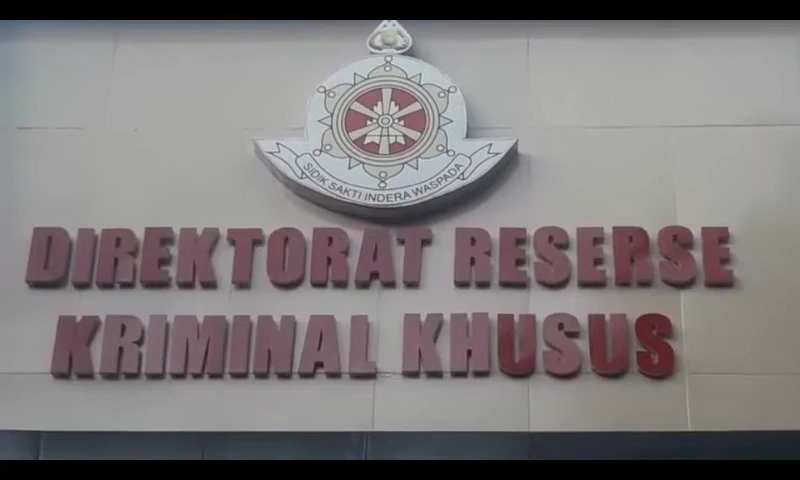 SIDIK SAKTI INDERA WASPADA
DIREKTORAT RESERSE
KRIMINAL KHUSUS